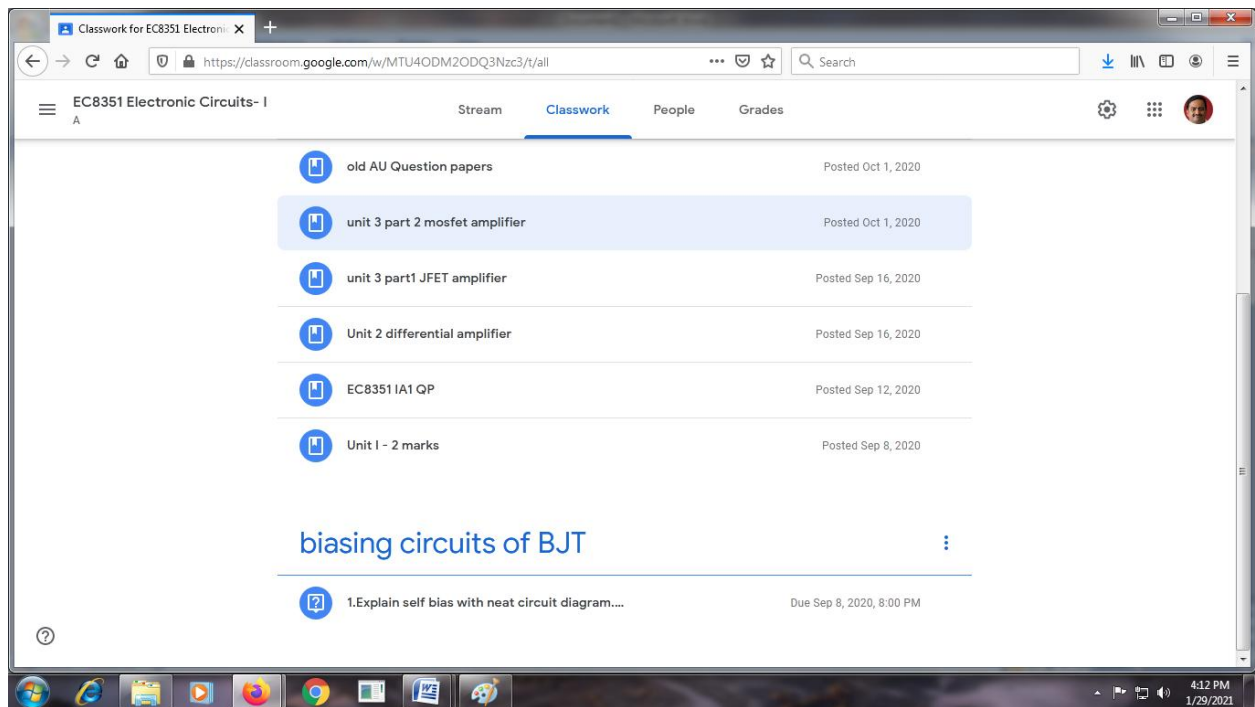 Classwork for EC8351 Electronic
https://classroom.google.com/w/MTU4ODM2ODQ3Nzc3/t/all
Search
EC8351 Electronic Circuits- I
A
Stream
Classwork
People
Grades
old AU Question papers
Posted Oct 1, 2020
unit 3 part 2 mosfet amplifier
Posted Oct 1, 2020
unit 3 part1 JFET amplifier
Posted Sep 16, 2020
Unit 2 differential amplifier
Posted Sep 16, 2020
EC8351 IA1 QP
Posted Sep 12, 2020
Unit I - 2 marks
Posted Sep 8, 2020
biasing circuits of BJT
1.Explain self bias with neat circuit diagram....
Due Sep 8, 2020, 8:00 PM
4:12 PM
1/29/2021